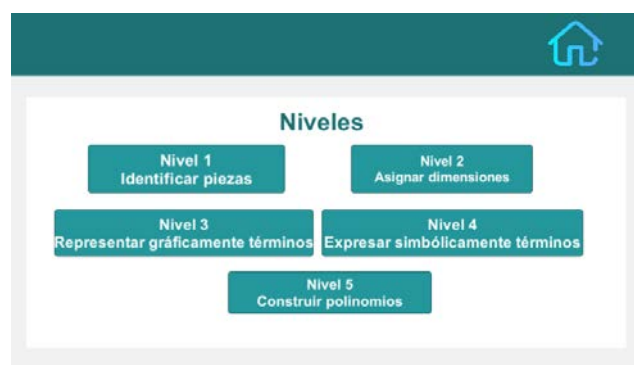 Niveles
Nivel 1
Identificar piezas
Nivel 2
Asignar dimensiones
Nivel 3
Representar gráficamente términos
Nivel 4
Expresar simbólicamente términos
Nivel 5
Construir polinomios